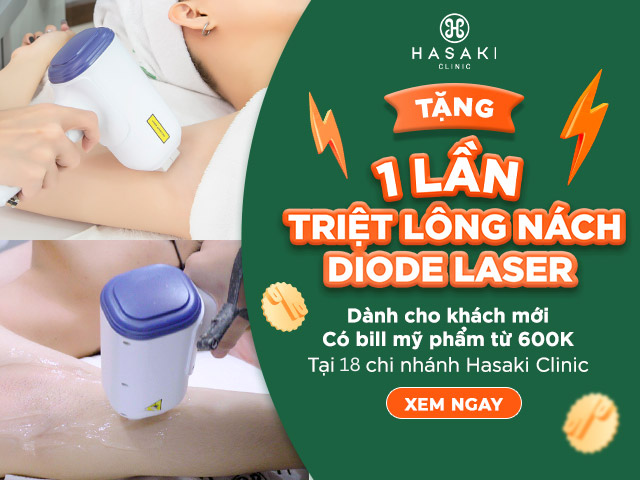 HASAKI
CLINIC
TẶNG
1 LẦN
TRIỆT LÔNG NÁCH
DIODE LASER
Dành cho khách mới
Có bill mỹ phẩm từ 600K
Tại 18 chi nhánh Hasaki Clinic
XEM NGAY